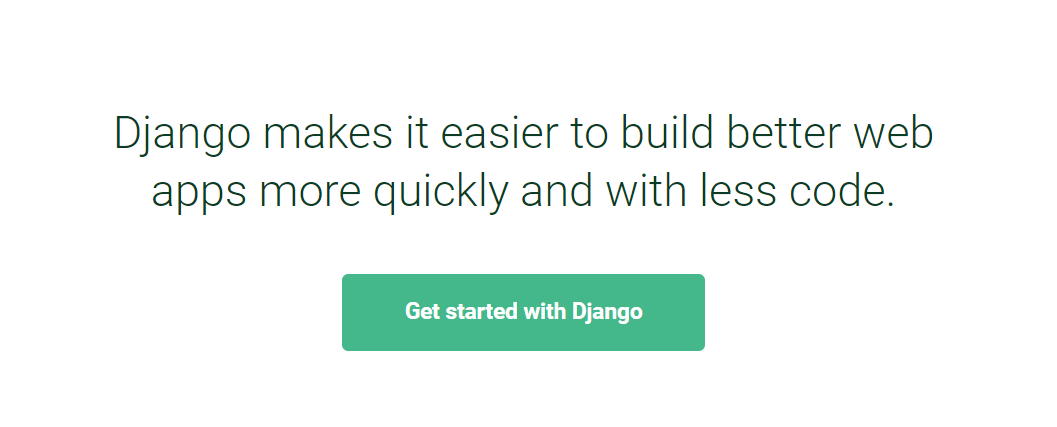 Django makes it easier to build better web
apps more quickly and with less code.
Get started with Django